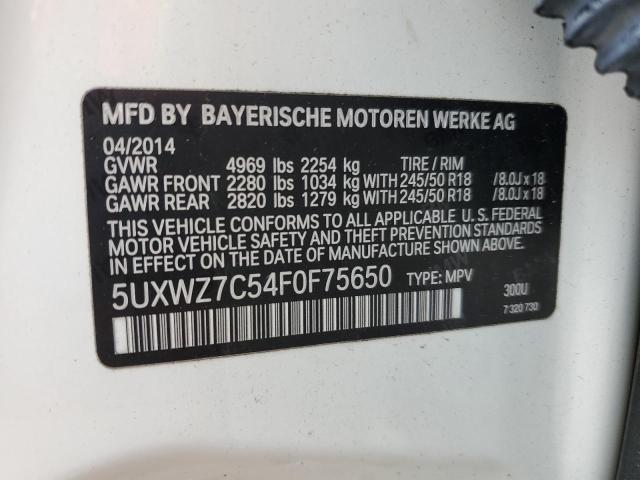 MFD BY BAYERISCHE MOTOREN WERKE AG
04/2014
GVWR 4969 lbs 2254 kg TIRE / RIM
GAWR FRONT 2280 lbs 1034 kg WITH 245/50 R18 /8.0J x 18
GAWR REAR 2820 lbs 1279 kg WITH 245/50 R18 /8.0J x 18
THIS VEHICLE CONFORMS TO ALL APPLICABLE U.S. FEDERAL
MOTOR VEHICLE SAFETY AND THEFT PREVENTION STANDARDS
IN EFFECT ON THE DATE OF MANUFACTURE SHOWN ABOVE.
5UXWZ7C54F0F75650 TYPE: MPV
300U
7 320 730